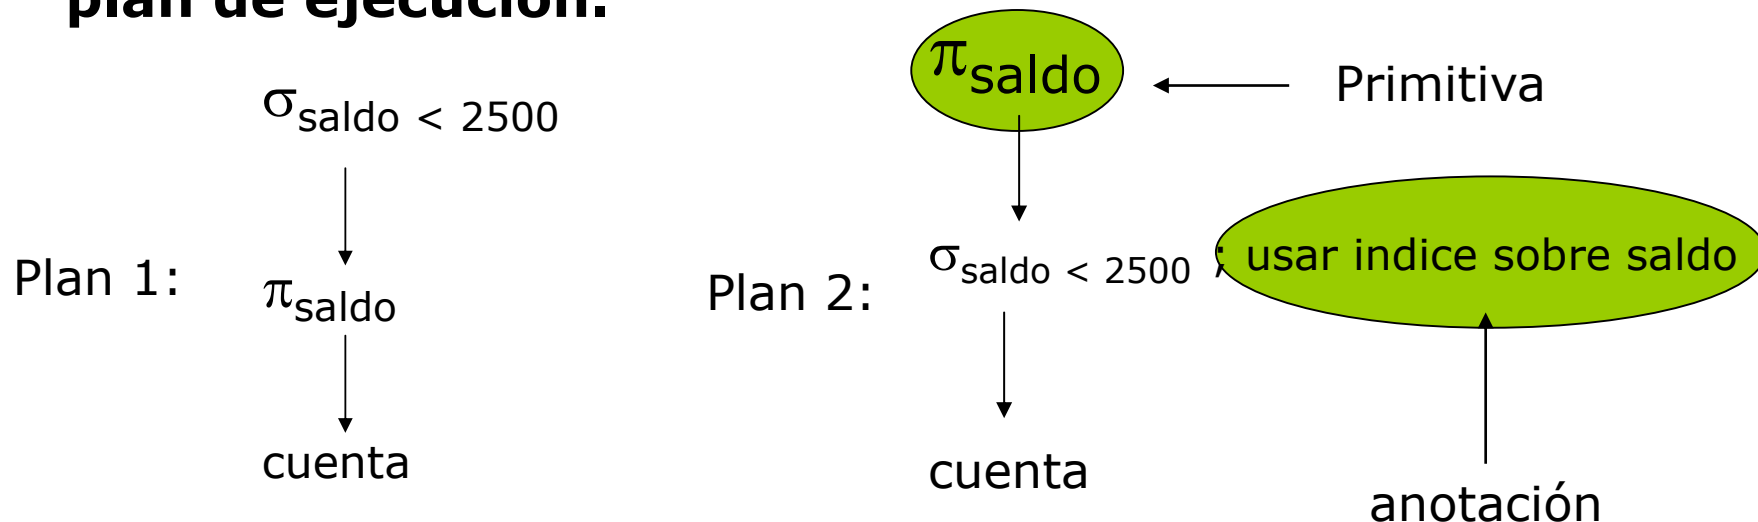 plan de ejecución.
σsaldo < 2500
Plan 1:
πsaldo
cuenta
πsaldo
Primitiva
Plan 2:
σsaldo < 2500 ; usar indice sobre saldo
cuenta
anotación